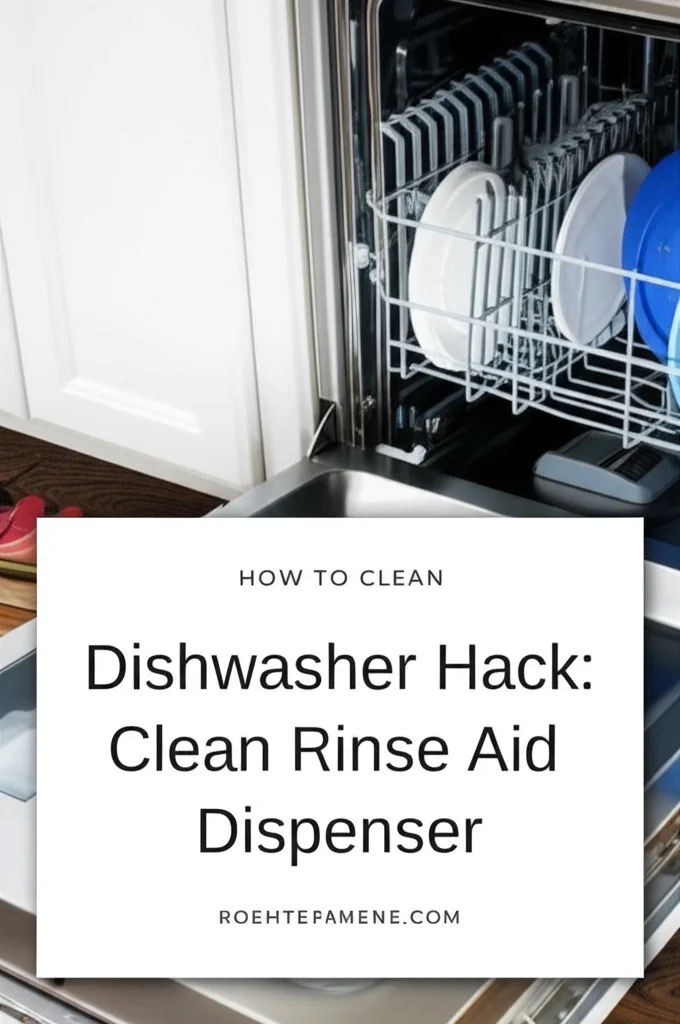 HOW TO CLEAN
Dishwasher Hack:
Clean Rinse Aid
Dispenser
ROEHTEPAMENE.COM